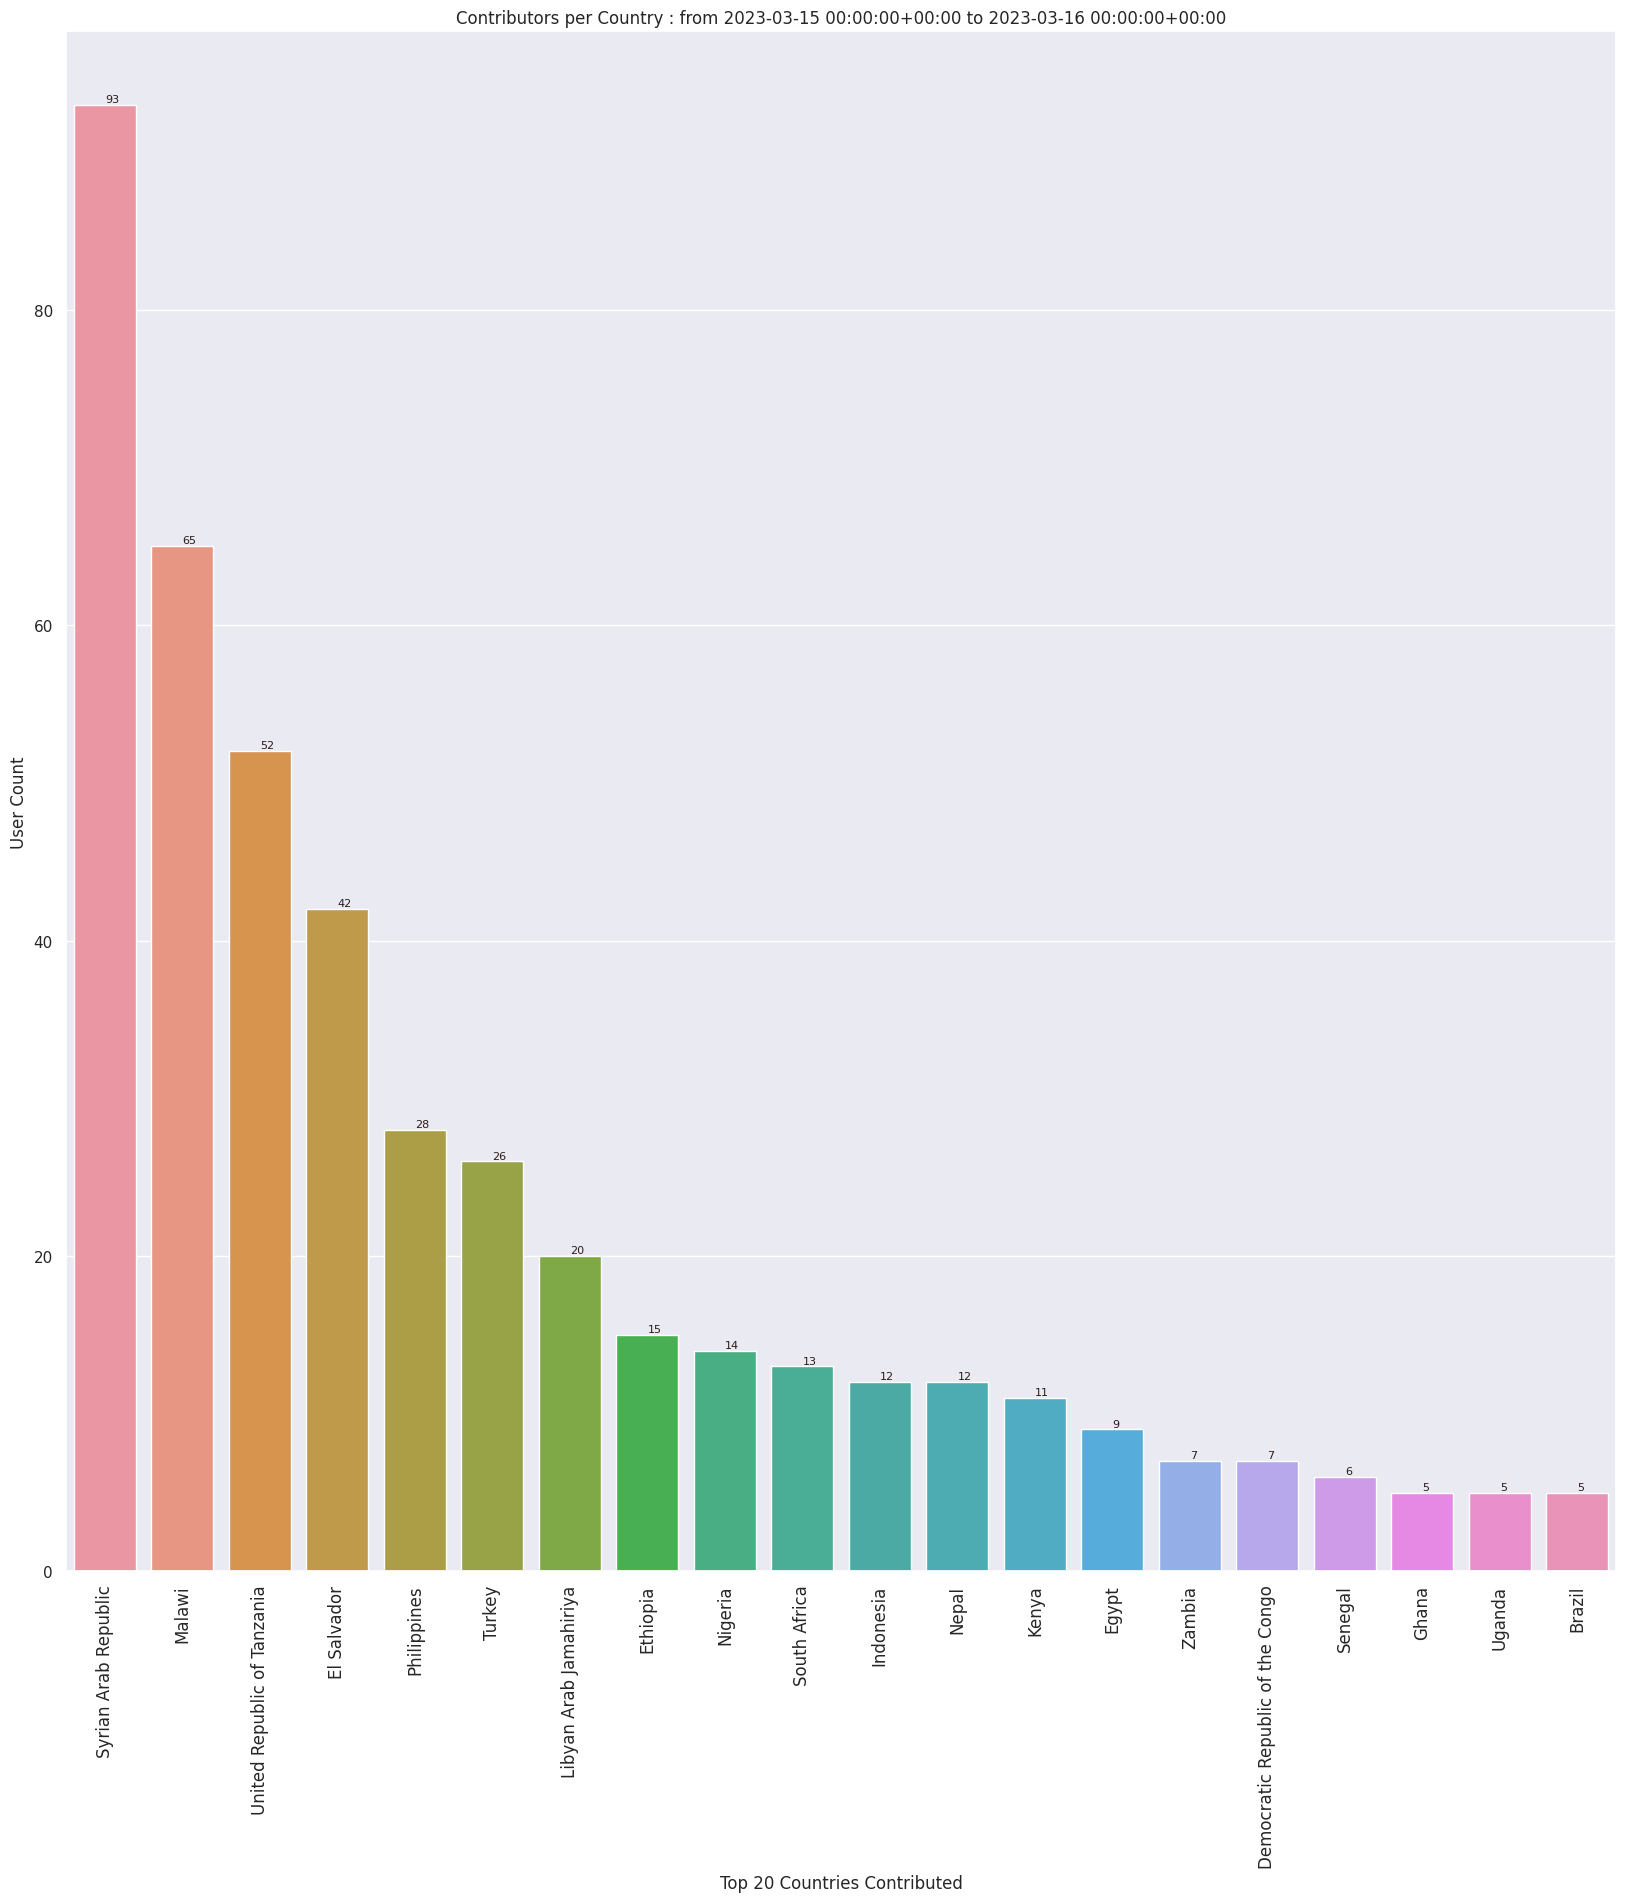 Contributors per Country : from 2023-03-15 00:00:00+00:00 to 2023-03-16 00:00:00+00:00
User Count
80
60
40
20
0
93
65
52
42
28
26
20
15
14
13
12
12
11
9
7
7
6
5
5
5
Syrian Arab Republic
Malawi
United Republic of Tanzania
El Salvador
Philippines
Turkey
Libyan Arab Jamahiriya
Ethiopia
Nigeria
South Africa
Indonesia
Nepal
Kenya
Egypt
Zambia
Democratic Republic of the Congo
Senegal
Ghana
Uganda
Brazil
Top 20 Countries Contributed